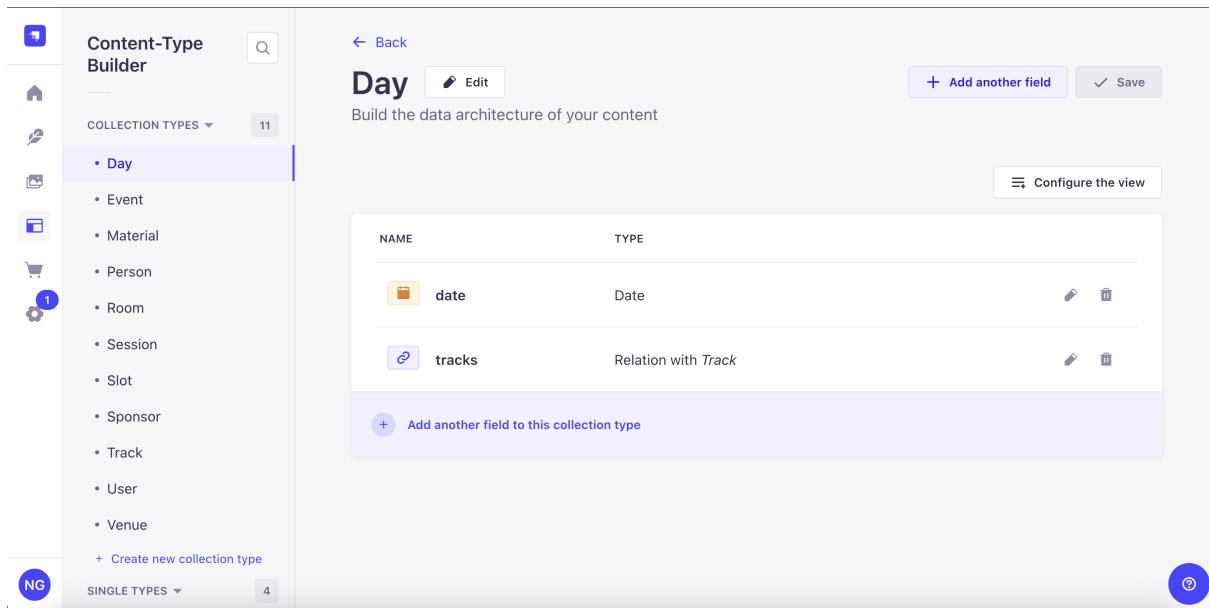 Content-Type
Builder
COLLECTION TYPES
11
Day
Event
Material
Person
Room
Session
Slot
Sponsor
Track
User
Venue
+ Create new collection type
SINGLE TYPES
4
1
NG
← Back
Day
Edit
+ Add another field
Save
Build the data architecture of your content
Configure the view
NAME TYPE
date Date
tracks Relation with Track
+ Add another field to this collection type
?